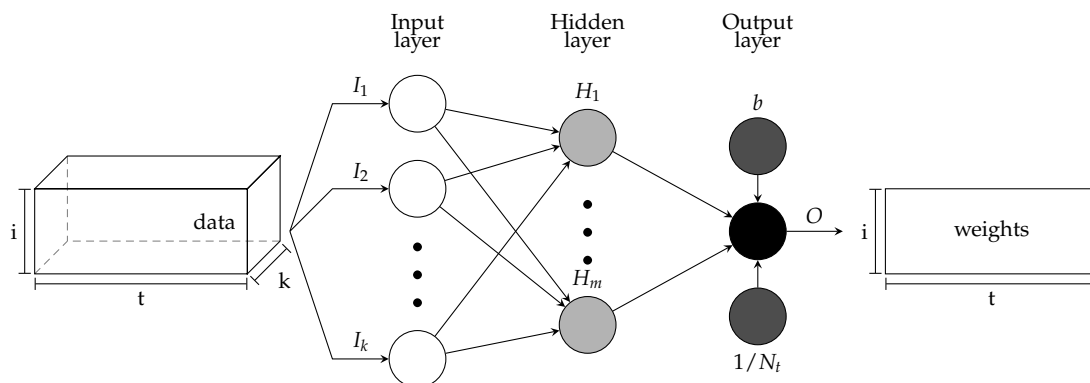 Input
layer
Hidden
layer
Output
layer
I₁
H₁
b
I₂
data
i
k
t
O
i
weights
t
Hₘ
Iₖ
1/Nₜ